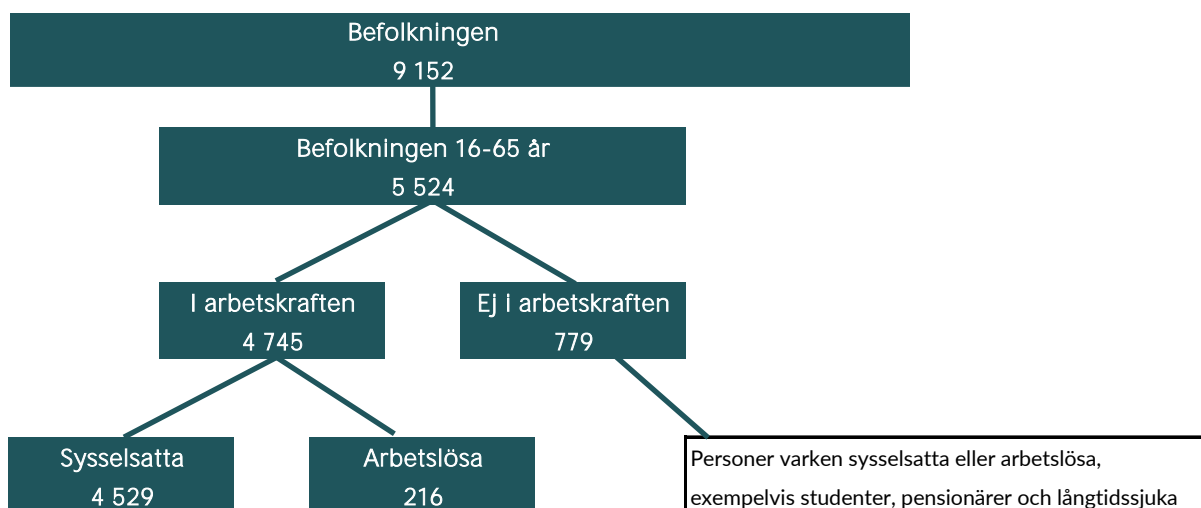 Befolkningen
9 152
Befolkningen 16-65 år
5 524
I arbetskraften
4 745
Ej i arbetskraften
779
Sysselsatta
4 529
Arbetslösa
216
Personer varken sysselsatta eller arbetslösa,
exempelvis studenter, pensionärer och långtidssjuka